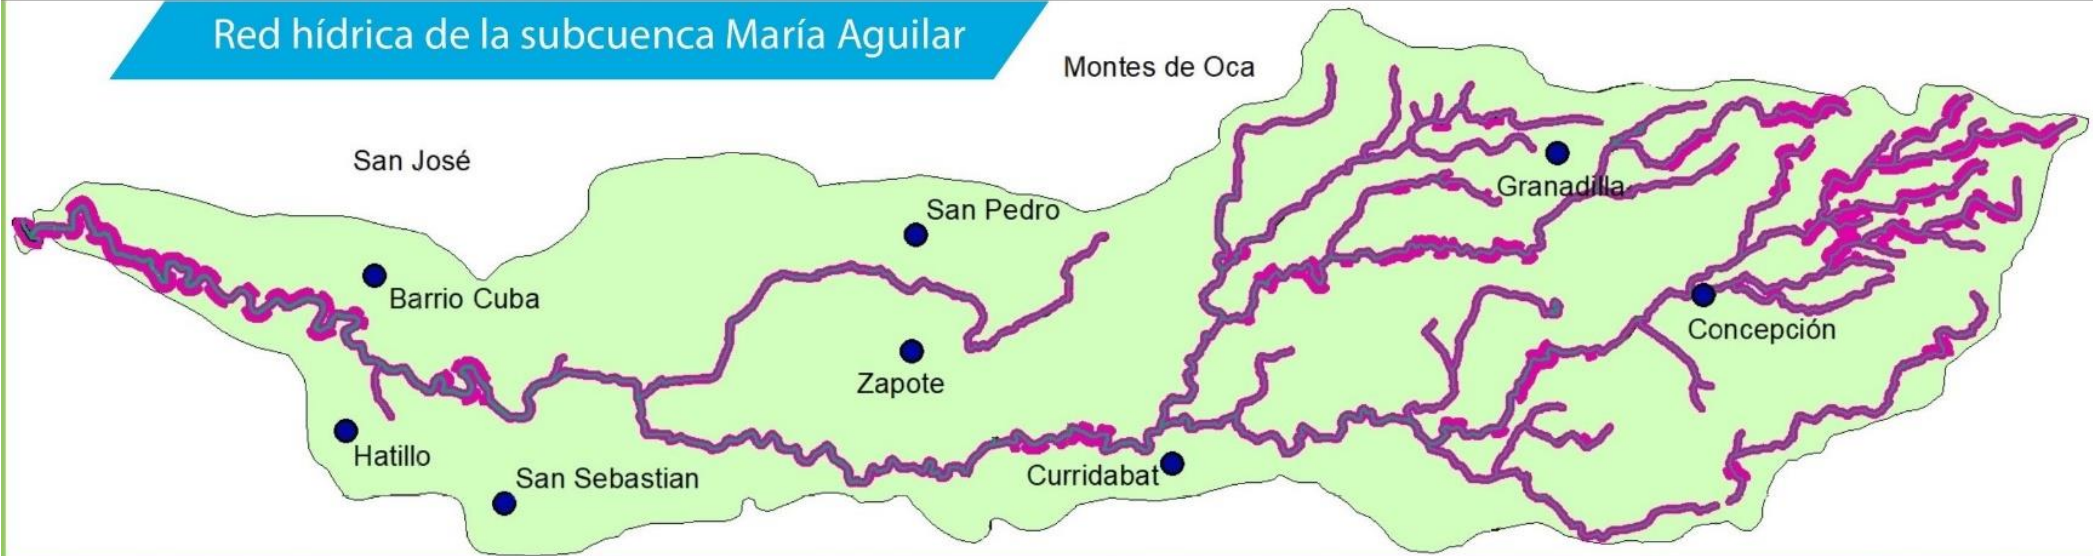 Red hídrica de la subcuenca María Aguilar
Montes de Oca
San José
Granadilla
San Pedro
Barrio Cuba
Concepción
Zapote
Hatillo
Curridabat
San Sebastian